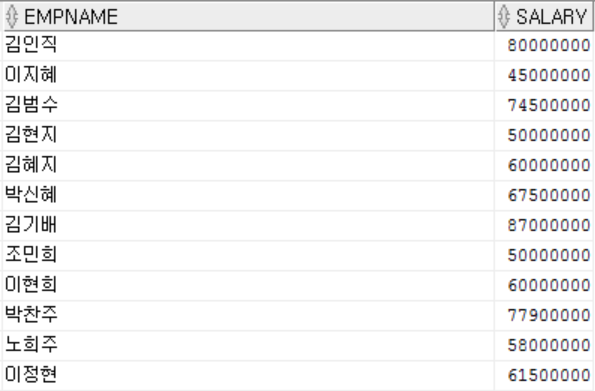 EMPNAME SALARY
김인직 80000000
이지혜 45000000
김범수 74500000
김현지 50000000
김혜지 60000000
박신혜 67500000
김기배 87000000
조민희 50000000
이현희 60000000
박찬주 77900000
노희주 58000000
이정현 61500000